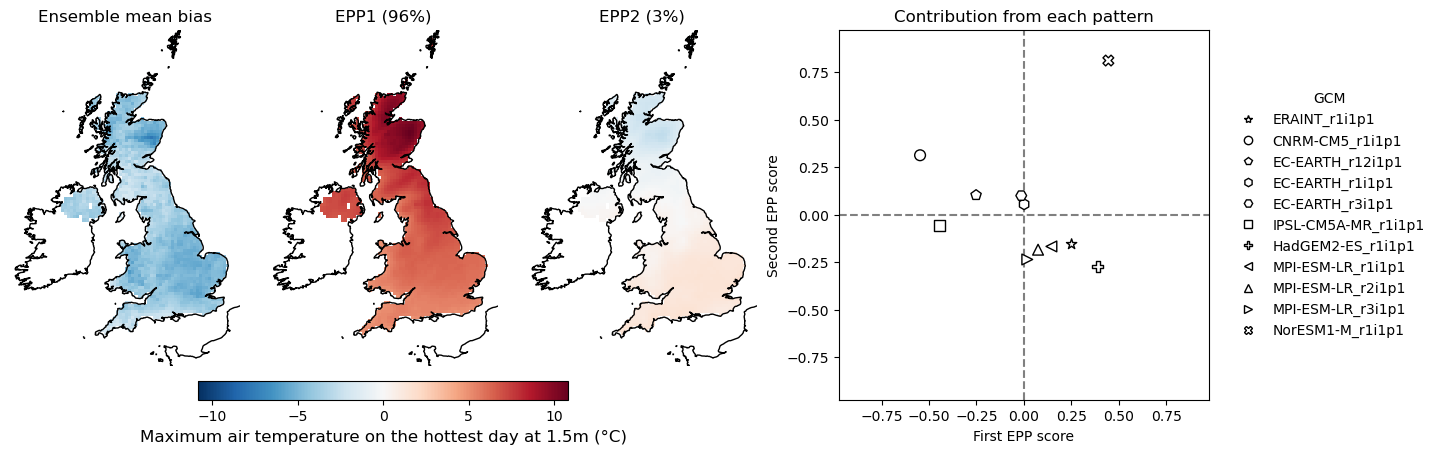 Ensemble mean bias
EPP1 (96%)
EPP2 (3%)
−10 −5 0 5 10
Maximum air temperature on the hottest day at 1.5m (°C)
Contribution from each pattern
Second EPP score
0.75
0.50
0.25
0.00
−0.25
−0.50
−0.75
−0.75 −0.50 −0.25 0.00 0.25 0.50 0.75
First EPP score
GCM
ERAINT_r1i1p1
CNRM-CM5_r1i1p1
EC-EARTH_r12i1p1
EC-EARTH_r1i1p1
EC-EARTH_r3i1p1
IPSL-CM5A-MR_r1i1p1
HadGEM2-ES_r1i1p1
MPI-ESM-LR_r1i1p1
MPI-ESM-LR_r2i1p1
MPI-ESM-LR_r3i1p1
NorESM1-M_r1i1p1